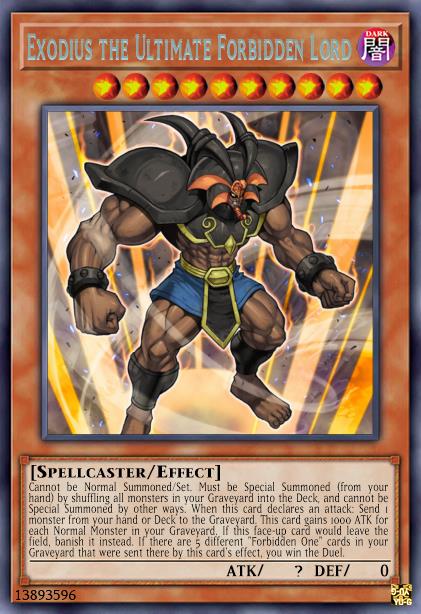 Exodius the Ultimate Forbidden Lord
DARK
闇
[Spellcaster/Effect]
Cannot be Normal Summoned/Set. Must be Special Summoned (from your
hand) by shuffling all monsters in your Graveyard into the Deck, and cannot be
Special Summoned by other ways. When this card declares an attack: Send 1
monster from your hand or Deck to the Graveyard. This card gains 1000 ATK for
each Normal Monster in your Graveyard. If this face-up card would leave the
field, banish it instead. If there are 5 different "Forbidden One" cards in
your Graveyard that were sent there by this card's effect, you win the Duel.
ATK/ ? DEF/ 0
13893596